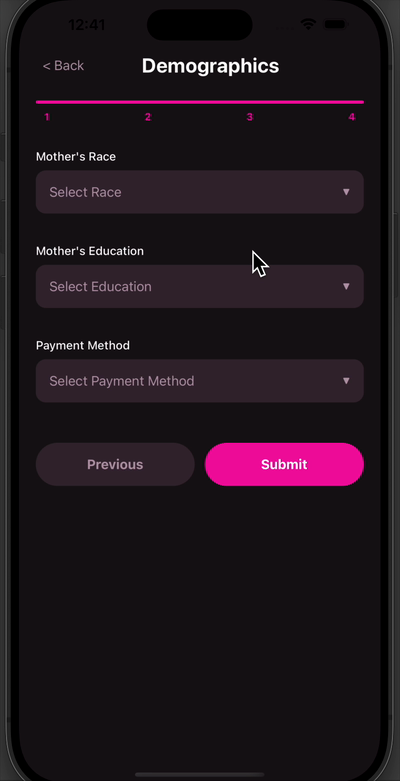 12:41
< Back Demographics
1 2 3 4
Mother's Race
Select Race ▼
Mother's Education
Select Education ▼
Payment Method
Select Payment Method ▼
Previous Submit